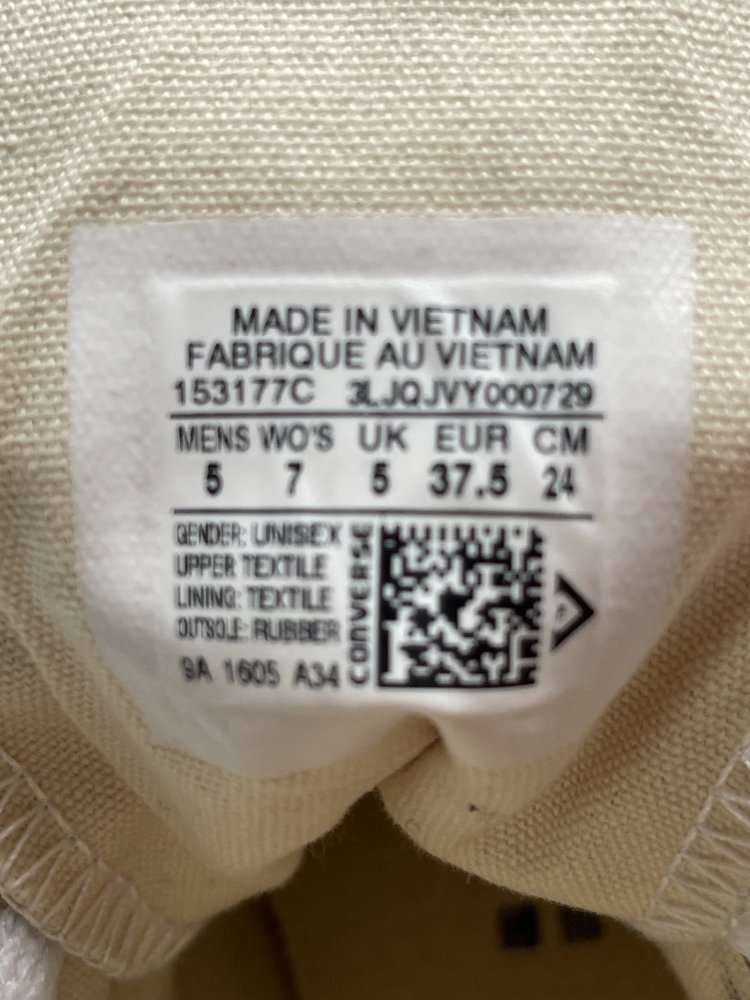 MADE IN VIETNAM
FABRIQUE AU VIETNAM
153177C 3LJQJVY000729
MENS WO'S UK EUR CM
5 7 5 37.5 24
GENDER: UNISEX
UPPER: TEXTILE
LINING: TEXTILE
OUTSOLE: RUBBER
9A 1605 A34
CONVERSE